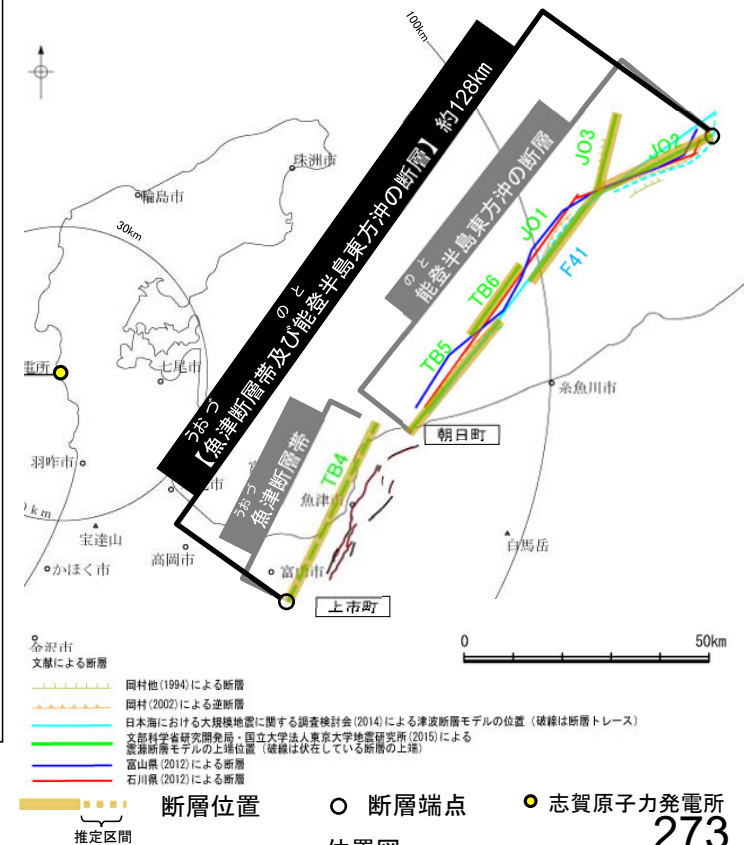 100km
【魚津断層帯及び能登半島東方沖の断層】 約128km
うおづ
のと
能登半島東方沖の断層
のと
魚津断層帯
うおづ
JO3
JO2
JO1
F41
TB6
TB5
TB4
珠洲市
輪島市
30km
七尾市
電所
羽咋市
宝達山
かほく市
高岡市
富山市
魚津市
朝日町
糸魚川市
白馬岳
上市町
金沢市
0 50km
文献による断層
岡村他(1994)による断層
岡村(2002)による逆断層
日本海における大規模地震に関する調査検討会(2014)による津波断層モデルの位置（破線は断層トレース）
文部科学省研究開発局・国立大学法人東京大学地震研究所(2015)による
震源断層モデルの上端位置（破線は伏在している断層の上端）
富山県(2012)による断層
石川県(2012)による断層
断層位置
推定区間
断層端点
志賀原子力発電所
位置図
273